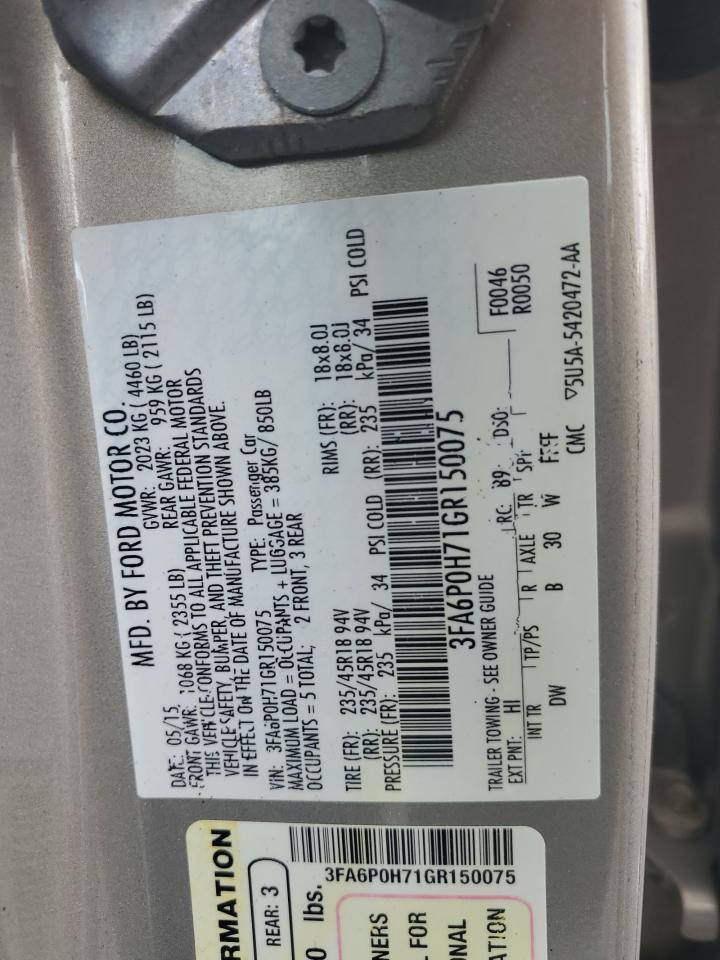 MFD. BY FORD MOTOR CO.
DATE: 05/15 GVWR: 2023 KG ( 4460 LB)
FRONT GAWR: 1068 KG ( 2355 LB) REAR GAWR: 959 KG ( 2115 LB)
THIS VEHICLE CONFORMS TO ALL APPLICABLE FEDERAL MOTOR
VEHICLE SAFETY, BUMPER, AND THEFT PREVENTION STANDARDS
IN EFFECT ON THE DATE OF MANUFACTURE SHOWN ABOVE.
VIN: 3FA6P0H71GR150075 TYPE: Passenger Car
MAXIMUM LOAD = OCCUPANTS + LUGGAGE = 385KG/ 850LB
OCCUPANTS = 5 TOTAL; 2 FRONT, 3 REAR
TIRE (FR): 235/45R18 94V RIMS (FR): 18x8.0J
(RR): 235/45R18 94V (RR): 18x8.0J
PRESSURE (FR): 235 kPa/ 34 PSI COLD (RR): 235 kPa/ 34 PSI COLD
3FA6P0H71GR150075
F0046
R0050
TRAILER TOWING - SEE OWNER GUIDE
EXT PNT: HI RC: 89 DSO:
INT TR TP/PS R AXLE TR SPR
DW B 30 W
CMC ▽5U5A-5420472-AA
3FA6P0H71GR150075
RMATION
REAR: 3
0 lbs.
NERS
L FOR
ONAL
ATION